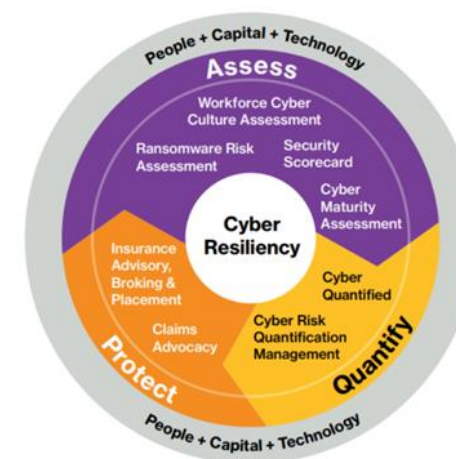 People + Capital + Technology
Assess
Workforce Cyber
Culture Assessment
Ransomware Risk
Assessment
Security
Scorecard
Cyber
Maturity
Assessment
Cyber
Resiliency
Insurance
Advisory,
Broking &
Placement
Claims
Advocacy
Protect
Cyber
Quantified
Cyber Risk
Quantification
Management
Quantify
People + Capital + Technology